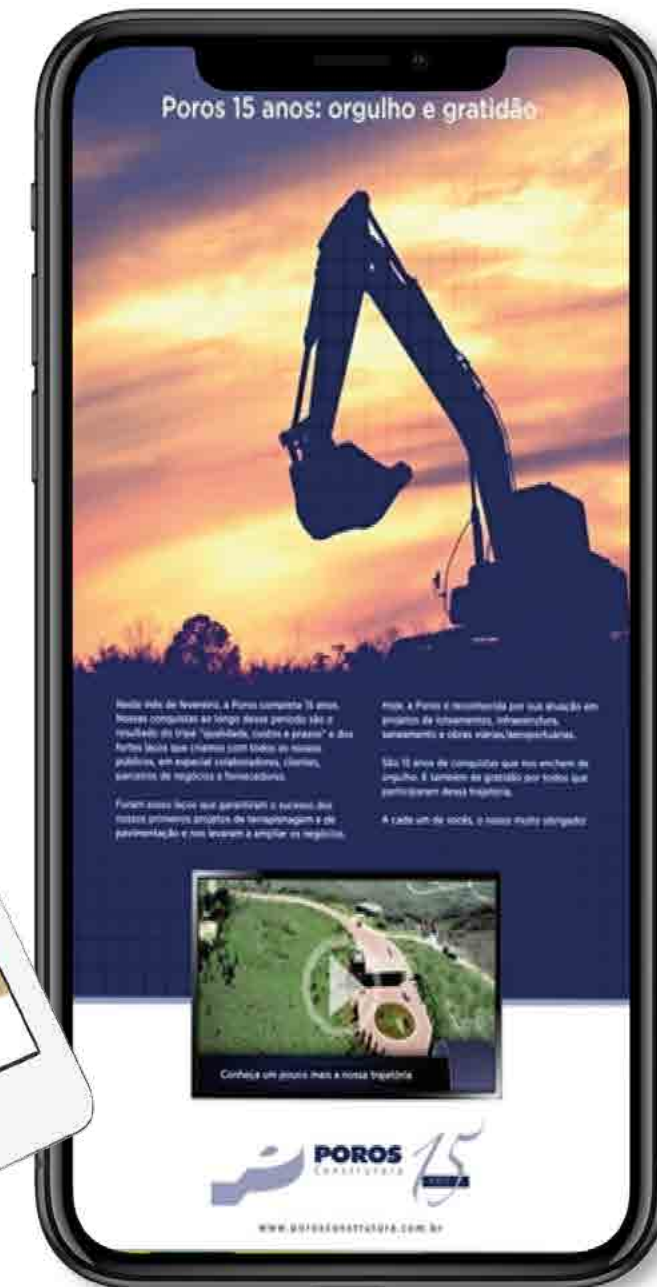 Poros 15 anos: orgulho e gratidão
Neste mês de fevereiro, a Poros completa 15 anos.
Nossas conquistas ao longo desse período são o
resultado do tripé "qualidade, custos e prazos" e dos
fortes laços que criamos com todos os nossos
públicos, em especial colaboradores, clientes,
parceiros de negócios e fornecedores.
Foram esses laços que garantiram o sucesso dos
nossos primeiros projetos de terraplenagem e de
pavimentação e nos levaram a ampliar os negócios.
Hoje, a Poros é reconhecida por sua atuação em
projetos de loteamentos, infraestrutura,
saneamento e obras viárias/aeroportuárias.
São 15 anos de conquistas que nos enchem de
orgulho. E também de gratidão por todos que
participaram dessa trajetória.
A cada um de vocês, o nosso muito obrigado!
Conheça um pouco mais a nossa trajetória
POROS
Construtora
15
anos
www.porosconstrutora.com.br